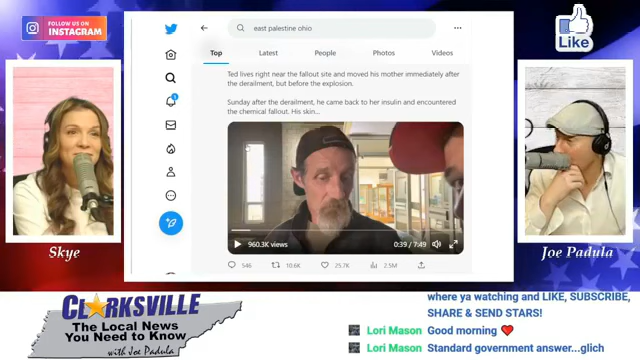 FOLLOW US ON
INSTAGRAM
east palestine ohio
Top Latest People Photos Videos
Ted lives right near the fallout site and moved his mother immediately after
the derailment, but before the explosion.
Sunday after the derailment, he came back to her insulin and encountered
the chemical fallout. His skin...
960.3K views
0:39 / 7:49
546 10.6K 25.7K 2.5M
Like
Skye
Joe Padula
CLARKSVILLE
The Local News
You Need to Know
with Joe Padula
where ya watching and LIKE, SUBSCRIBE,
SHARE & SEND STARS!
Lori Mason Good morning ❤️
Lori Mason Standard government answer...glich